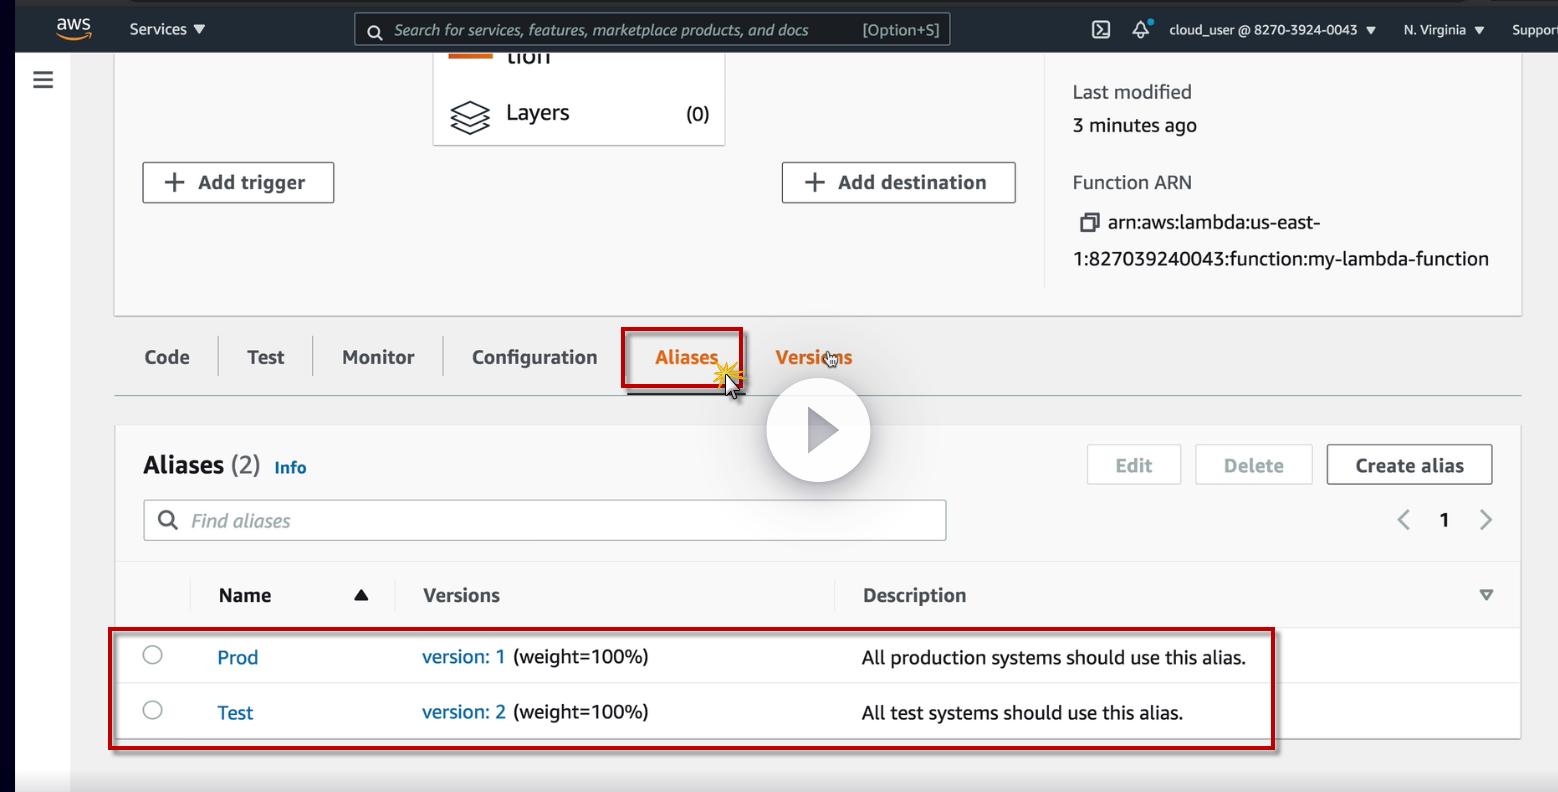 aws
Services ▼
Search for services, features, marketplace products, and docs
[Option+S]
cloud_user @ 8270-3924-0043 ▼
N. Virginia ▼
Suppor
tion
Layers
(0)
Last modified
3 minutes ago
+ Add trigger
+ Add destination
Function ARN
arn:aws:lambda:us-east-
1:827039240043:function:my-lambda-function
Code
Test
Monitor
Configuration
Aliases
Versions
Aliases (2) Info
Edit
Delete
Create alias
Find aliases
1
Name
Versions
Description
Prod
version: 1 (weight=100%)
All production systems should use this alias.
Test
version: 2 (weight=100%)
All test systems should use this alias.